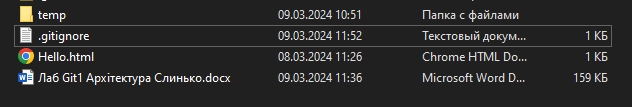 temp 09.03.2024 10:51 Папка с файлами
.gitignore 09.03.2024 11:52 Текстовый докум... 1 КБ
Hello.html 08.03.2024 11:26 Chrome HTML Do... 1 КБ
Лаб Git1 Архітектура Слинько.docx 09.03.2024 11:36 Microsoft Word D... 159 КБ